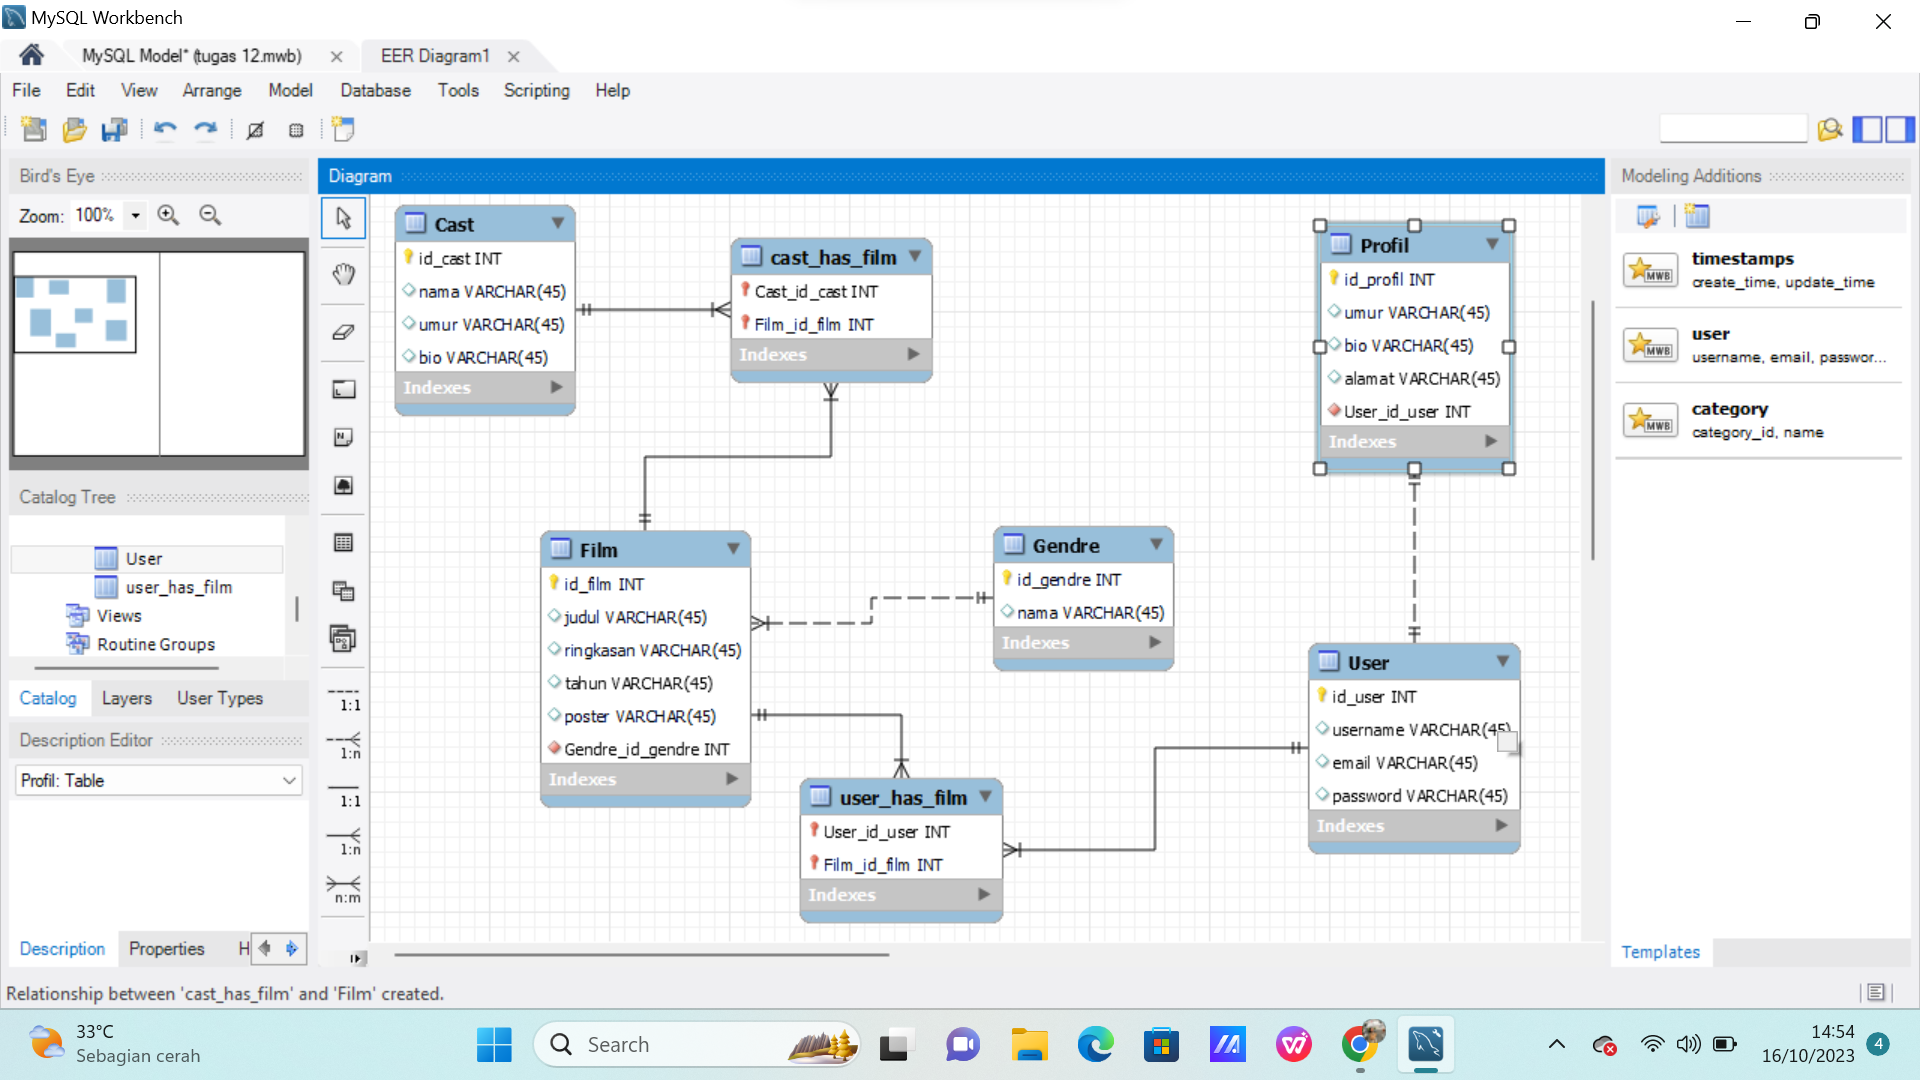 MySQL Workbench
MySQL Model* (tugas 12.mwb)
EER Diagram1
File Edit View Arrange Model Database Tools Scripting Help
Bird's Eye
Zoom: 100%
Catalog Tree
User
user_has_film
Views
Routine Groups
Catalog Layers User Types
Description Editor
Profil: Table
Description Properties H
Diagram
1:1
1:n
1:1
1:n
n:m
Cast
id_cast INT
nama VARCHAR(45)
umur VARCHAR(45)
bio VARCHAR(45)
Indexes
cast_has_film
Cast_id_cast INT
Film_id_film INT
Indexes
Profil
id_profil INT
umur VARCHAR(45)
bio VARCHAR(45)
alamat VARCHAR(45)
User_id_user INT
Indexes
Film
id_film INT
judul VARCHAR(45)
ringkasan VARCHAR(45)
tahun VARCHAR(45)
poster VARCHAR(45)
Gendre_id_gendre INT
Indexes
Gendre
id_gendre INT
nama VARCHAR(45)
Indexes
User
id_user INT
username VARCHAR(45)
email VARCHAR(45)
password VARCHAR(45)
Indexes
user_has_film
User_id_user INT
Film_id_film INT
Indexes
Modeling Additions
MWB
timestamps
create_time, update_time
MWB
user
username, email, passwor...
MWB
category
category_id, name
Templates
Relationship between 'cast_has_film' and 'Film' created.
33°C
Sebagian cerah
Search
14:54
16/10/2023
4